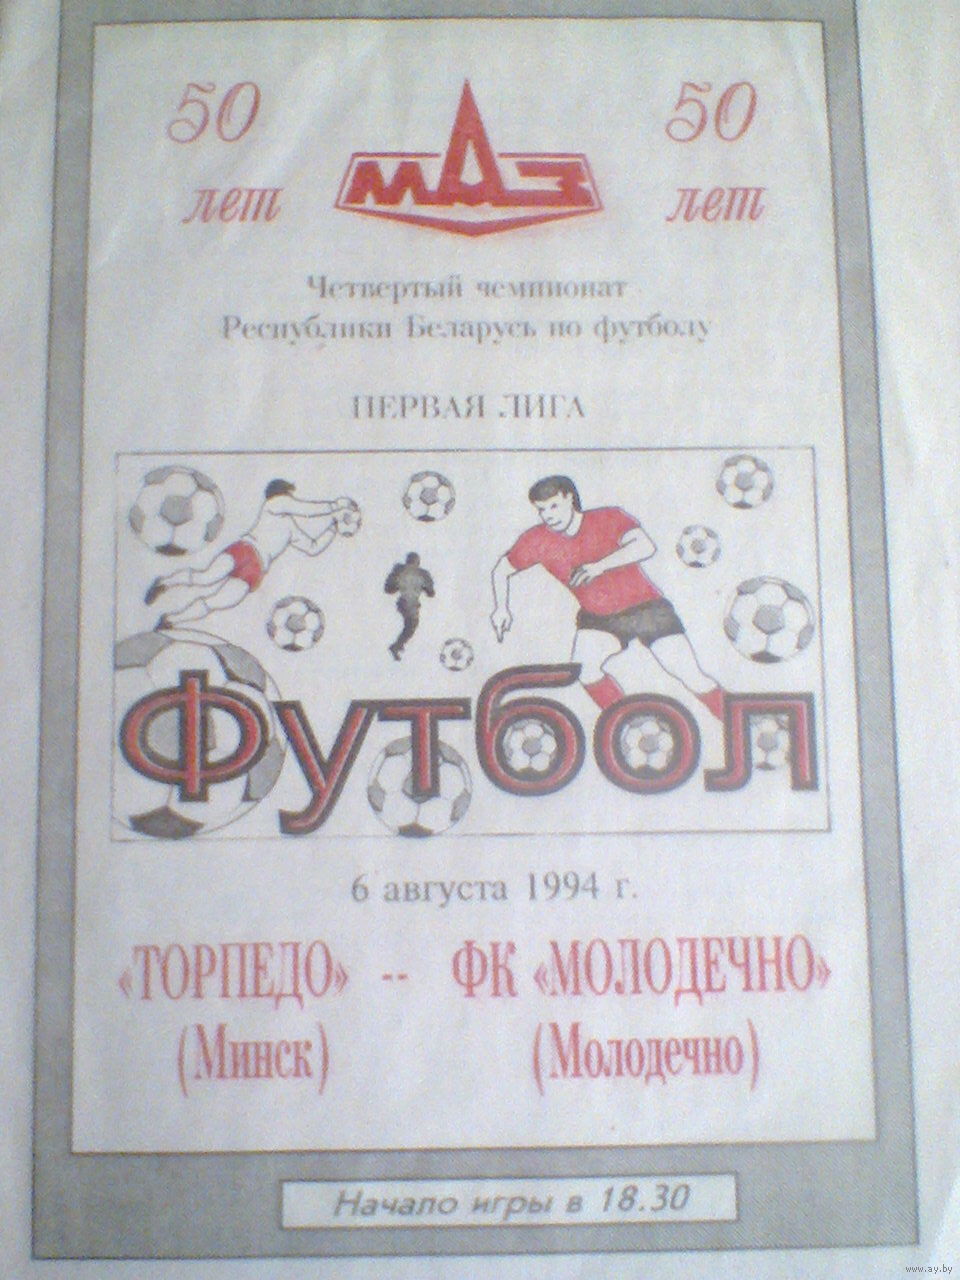 50 МАЗ 50
лет лет
Четвертый чемпионат
Республики Беларусь по футболу
ПЕРВАЯ ЛИГА
Футбол
6 августа 1994 г.
«ТОРПЕДО» -- ФК «МОЛОДЕЧНО»
(Минск) (Молодечно)
Начало игры в 18.30
www.ay.by